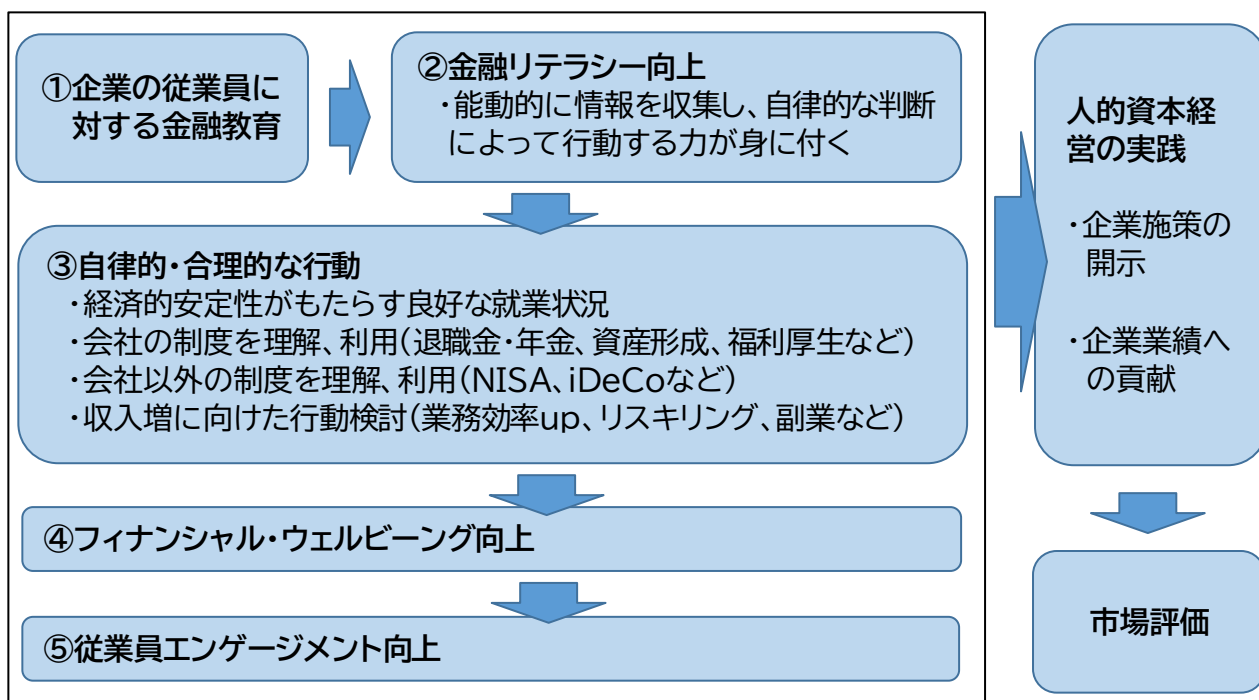 ①企業の従業員に
対する金融教育
②金融リテラシー向上
・能動的に情報を収集し、自律的な判断
によって行動する力が身に付く
③自律的・合理的な行動
・経済的安定性がもたらす良好な就業状況
・会社の制度を理解、利用（退職金・年金、資産形成、福利厚生など）
・会社以外の制度を理解、利用（NISA、iDeCoなど）
・収入増に向けた行動検討（業務効率up、リスキリング、副業など）
④フィナンシャル・ウェルビーング向上
⑤従業員エンゲージメント向上
人的資本経
営の実践
・企業施策の
開示
・企業業績へ
の貢献
市場評価